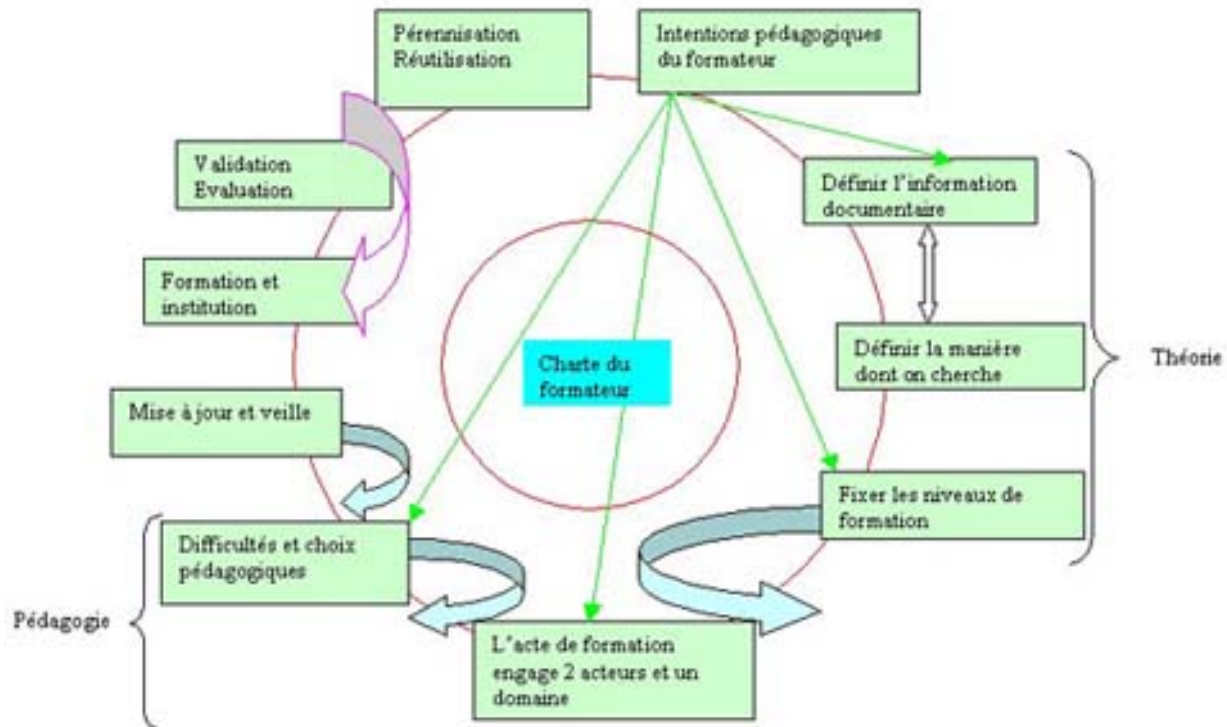 Pérennisation
Réutilisation
Intentions pédagogiques
du formateur
Validation
Evaluation
Définir l'information
documentaire
Formation et
institution
Charte du
formateur
Définir la manière
dont on cherche
Théorie
Mise à jour et veille
Fixer les niveaux de
formation
Difficultés et choix
pédagogiques
Pédagogie
L'acte de formation
engage 2 acteurs et un
domaine